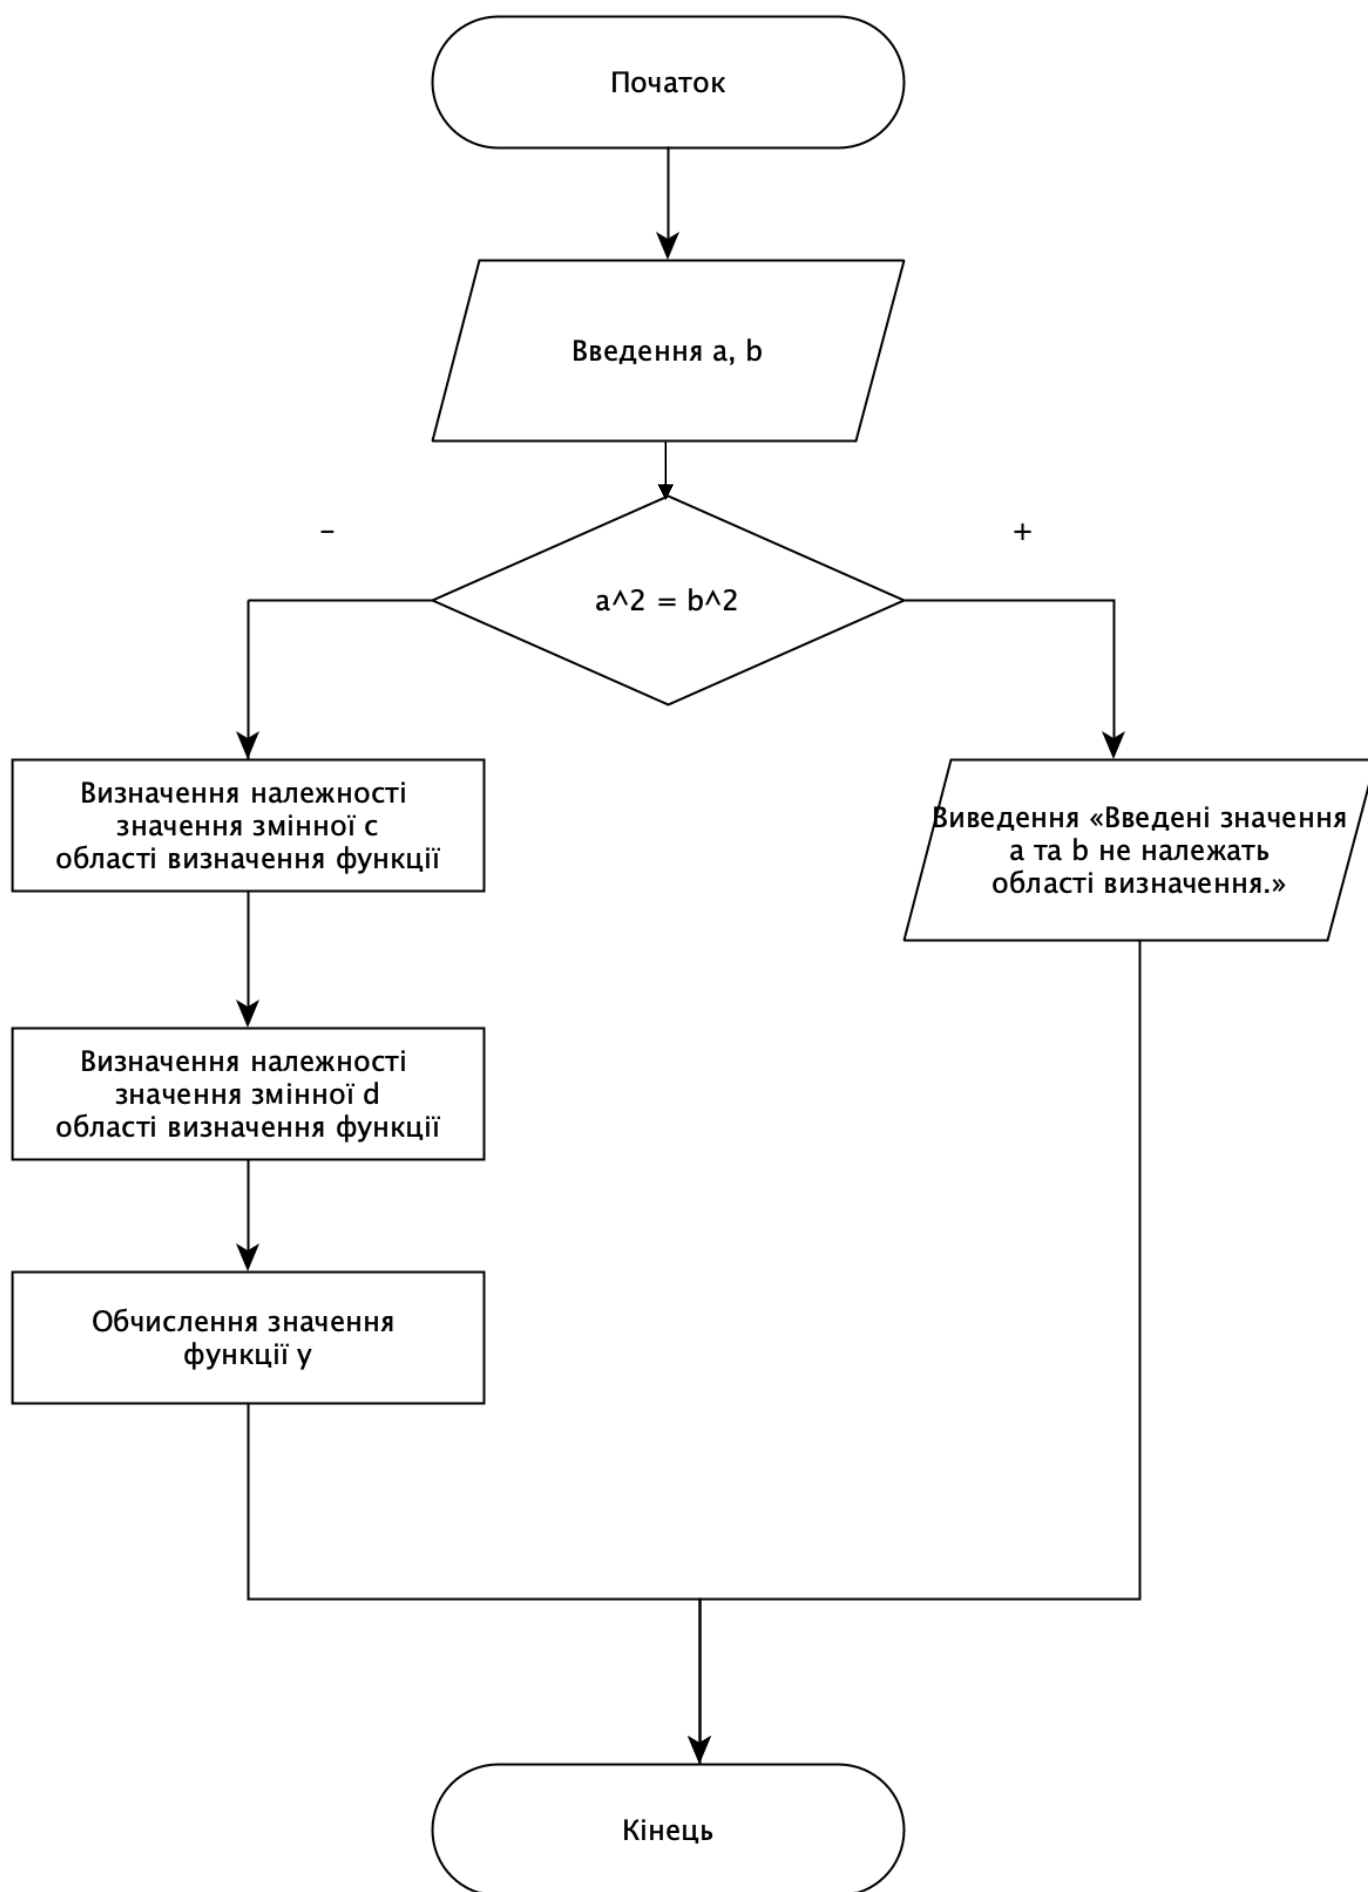 Початок
Введення a, b
–
+
a^2 = b^2
Визначення належності
значення змінної c
області визначення функції
Виведення «Введені значення
a та b не належать
області визначення.»
Визначення належності
значення змінної d
області визначення функції
Обчислення значення
функції y
Кінець